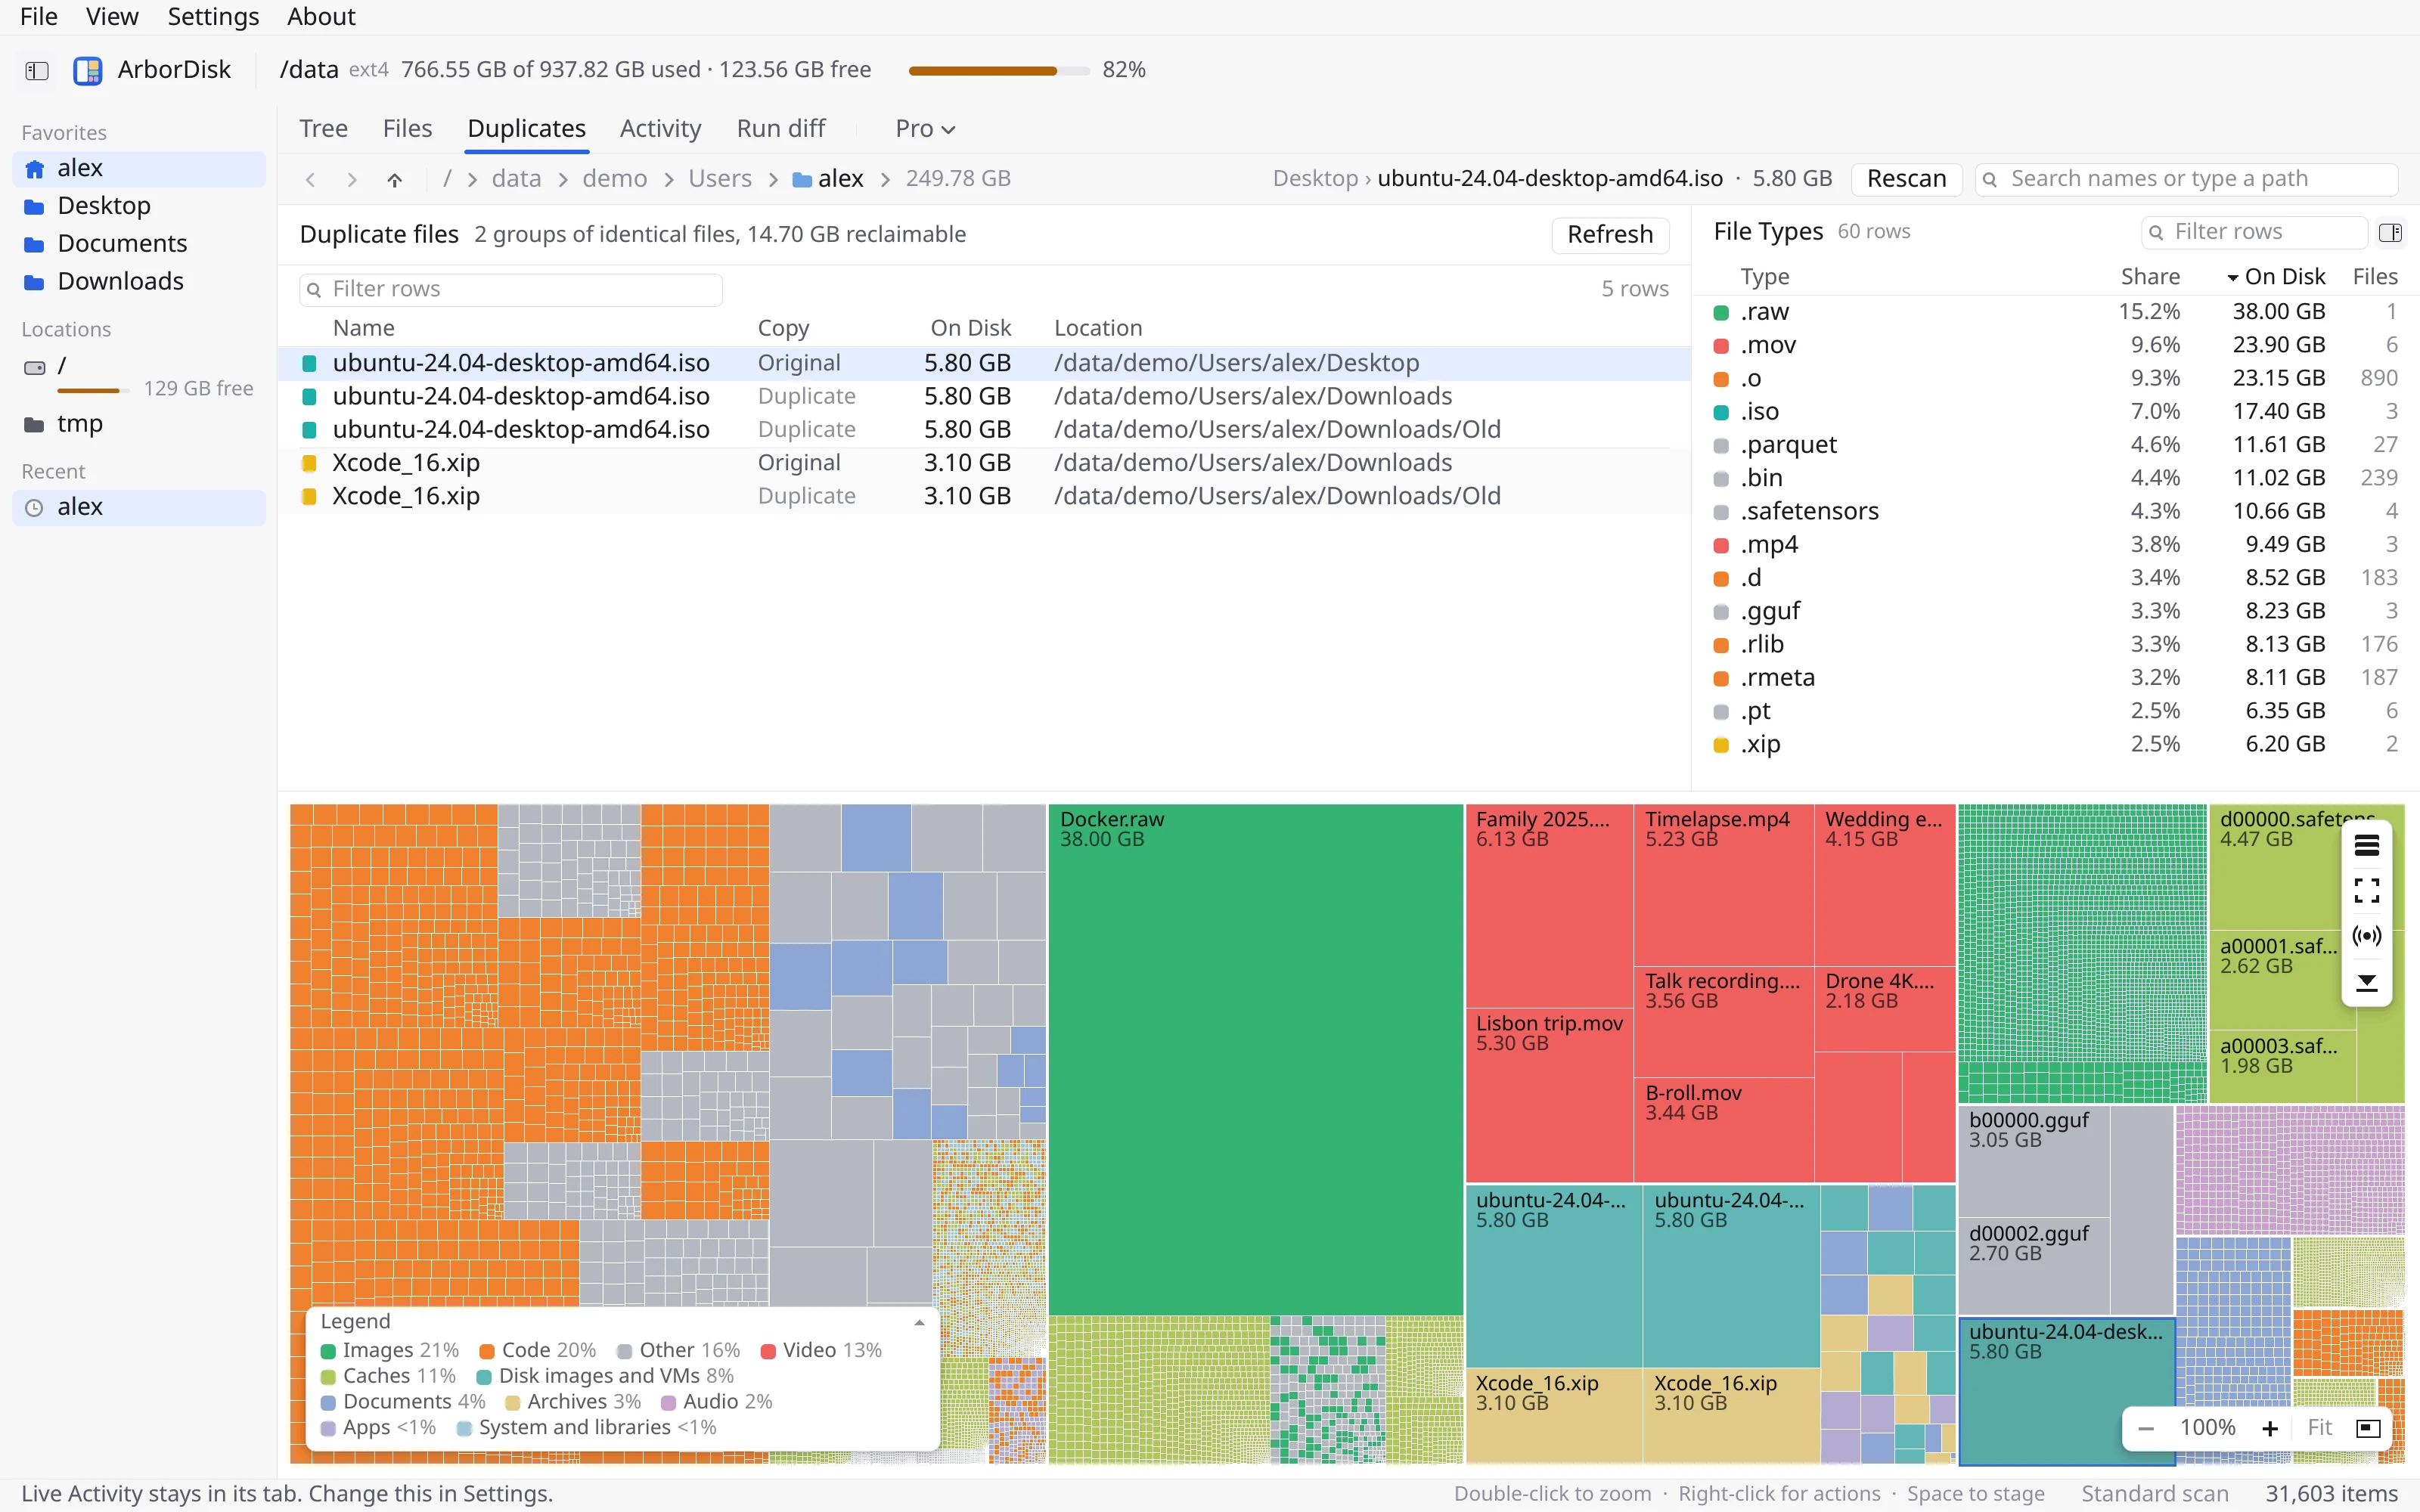 File View Settings About
ArborDisk /data ext4 766.55 GB of 937.82 GB used · 123.56 GB free 82%
Favorites
alex
Desktop
Documents
Downloads
Locations
/
129 GB free
tmp
Recent
alex
Tree Files Duplicates Activity Run diff Pro
/ data demo Users alex 249.78 GB Desktop › ubuntu-24.04-desktop-amd64.iso · 5.80 GB Rescan Search names or type a path
Duplicate files 2 groups of identical files, 14.70 GB reclaimable Refresh
Filter rows 5 rows
Name Copy On Disk Location
ubuntu-24.04-desktop-amd64.iso Original 5.80 GB /data/demo/Users/alex/Desktop
ubuntu-24.04-desktop-amd64.iso Duplicate 5.80 GB /data/demo/Users/alex/Downloads
ubuntu-24.04-desktop-amd64.iso Duplicate 5.80 GB /data/demo/Users/alex/Downloads/Old
Xcode_16.xip Original 3.10 GB /data/demo/Users/alex/Downloads
Xcode_16.xip Duplicate 3.10 GB /data/demo/Users/alex/Downloads/Old
File Types 60 rows Filter rows
Type Share On Disk Files
.raw 15.2% 38.00 GB 1
.mov 9.6% 23.90 GB 6
.o 9.3% 23.15 GB 890
.iso 7.0% 17.40 GB 3
.parquet 4.6% 11.61 GB 27
.bin 4.4% 11.02 GB 239
.safetensors 4.3% 10.66 GB 4
.mp4 3.8% 9.49 GB 3
.d 3.4% 8.52 GB 183
.gguf 3.3% 8.23 GB 3
.rlib 3.3% 8.13 GB 176
.rmeta 3.2% 8.11 GB 187
.pt 2.5% 6.35 GB 6
.xip 2.5% 6.20 GB 2
Docker.raw
38.00 GB
Family 2025....
6.13 GB
Timelapse.mp4
5.23 GB
Wedding e...
4.15 GB
Talk recording....
3.56 GB
Drone 4K....
2.18 GB
Lisbon trip.mov
5.30 GB
B-roll.mov
3.44 GB
ubuntu-24.04-...
5.80 GB
ubuntu-24.04-...
5.80 GB
Xcode_16.xip
3.10 GB
Xcode_16.xip
3.10 GB
d00000.safetens
4.47 GB
a00001.saf...
2.62 GB
a00003.saf...
1.98 GB
b00000.gguf
3.05 GB
d00002.gguf
2.70 GB
ubuntu-24.04-desk...
5.80 GB
Legend
Images 21% Code 20% Other 16% Video 13%
Caches 11% Disk images and VMs 8%
Documents 4% Archives 3% Audio 2%
Apps <1% System and libraries <1%
100% Fit
Live Activity stays in its tab. Change this in Settings. Double-click to zoom · Right-click for actions · Space to stage Standard scan 31,603 items